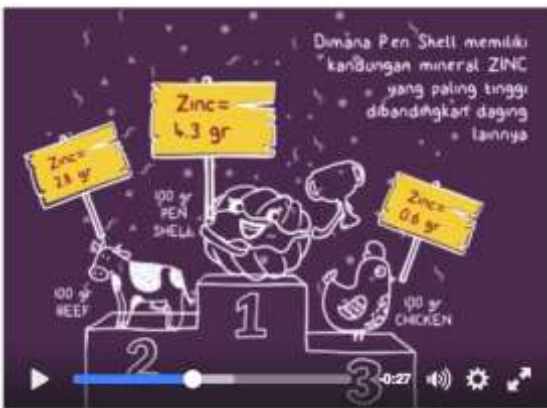 Dimana Pen Shell memiliki
kandungan mineral ZINC
yang paling tinggi
dibandingkan daging
lainnya
Zinc=
4.3 gr
Zinc=
2.8 gr
Zinc=
0.6 gr
100 gr
PEN
SHELL
100 gr
BEEF
100 gr
CHICKEN
1
2
3
-0:27